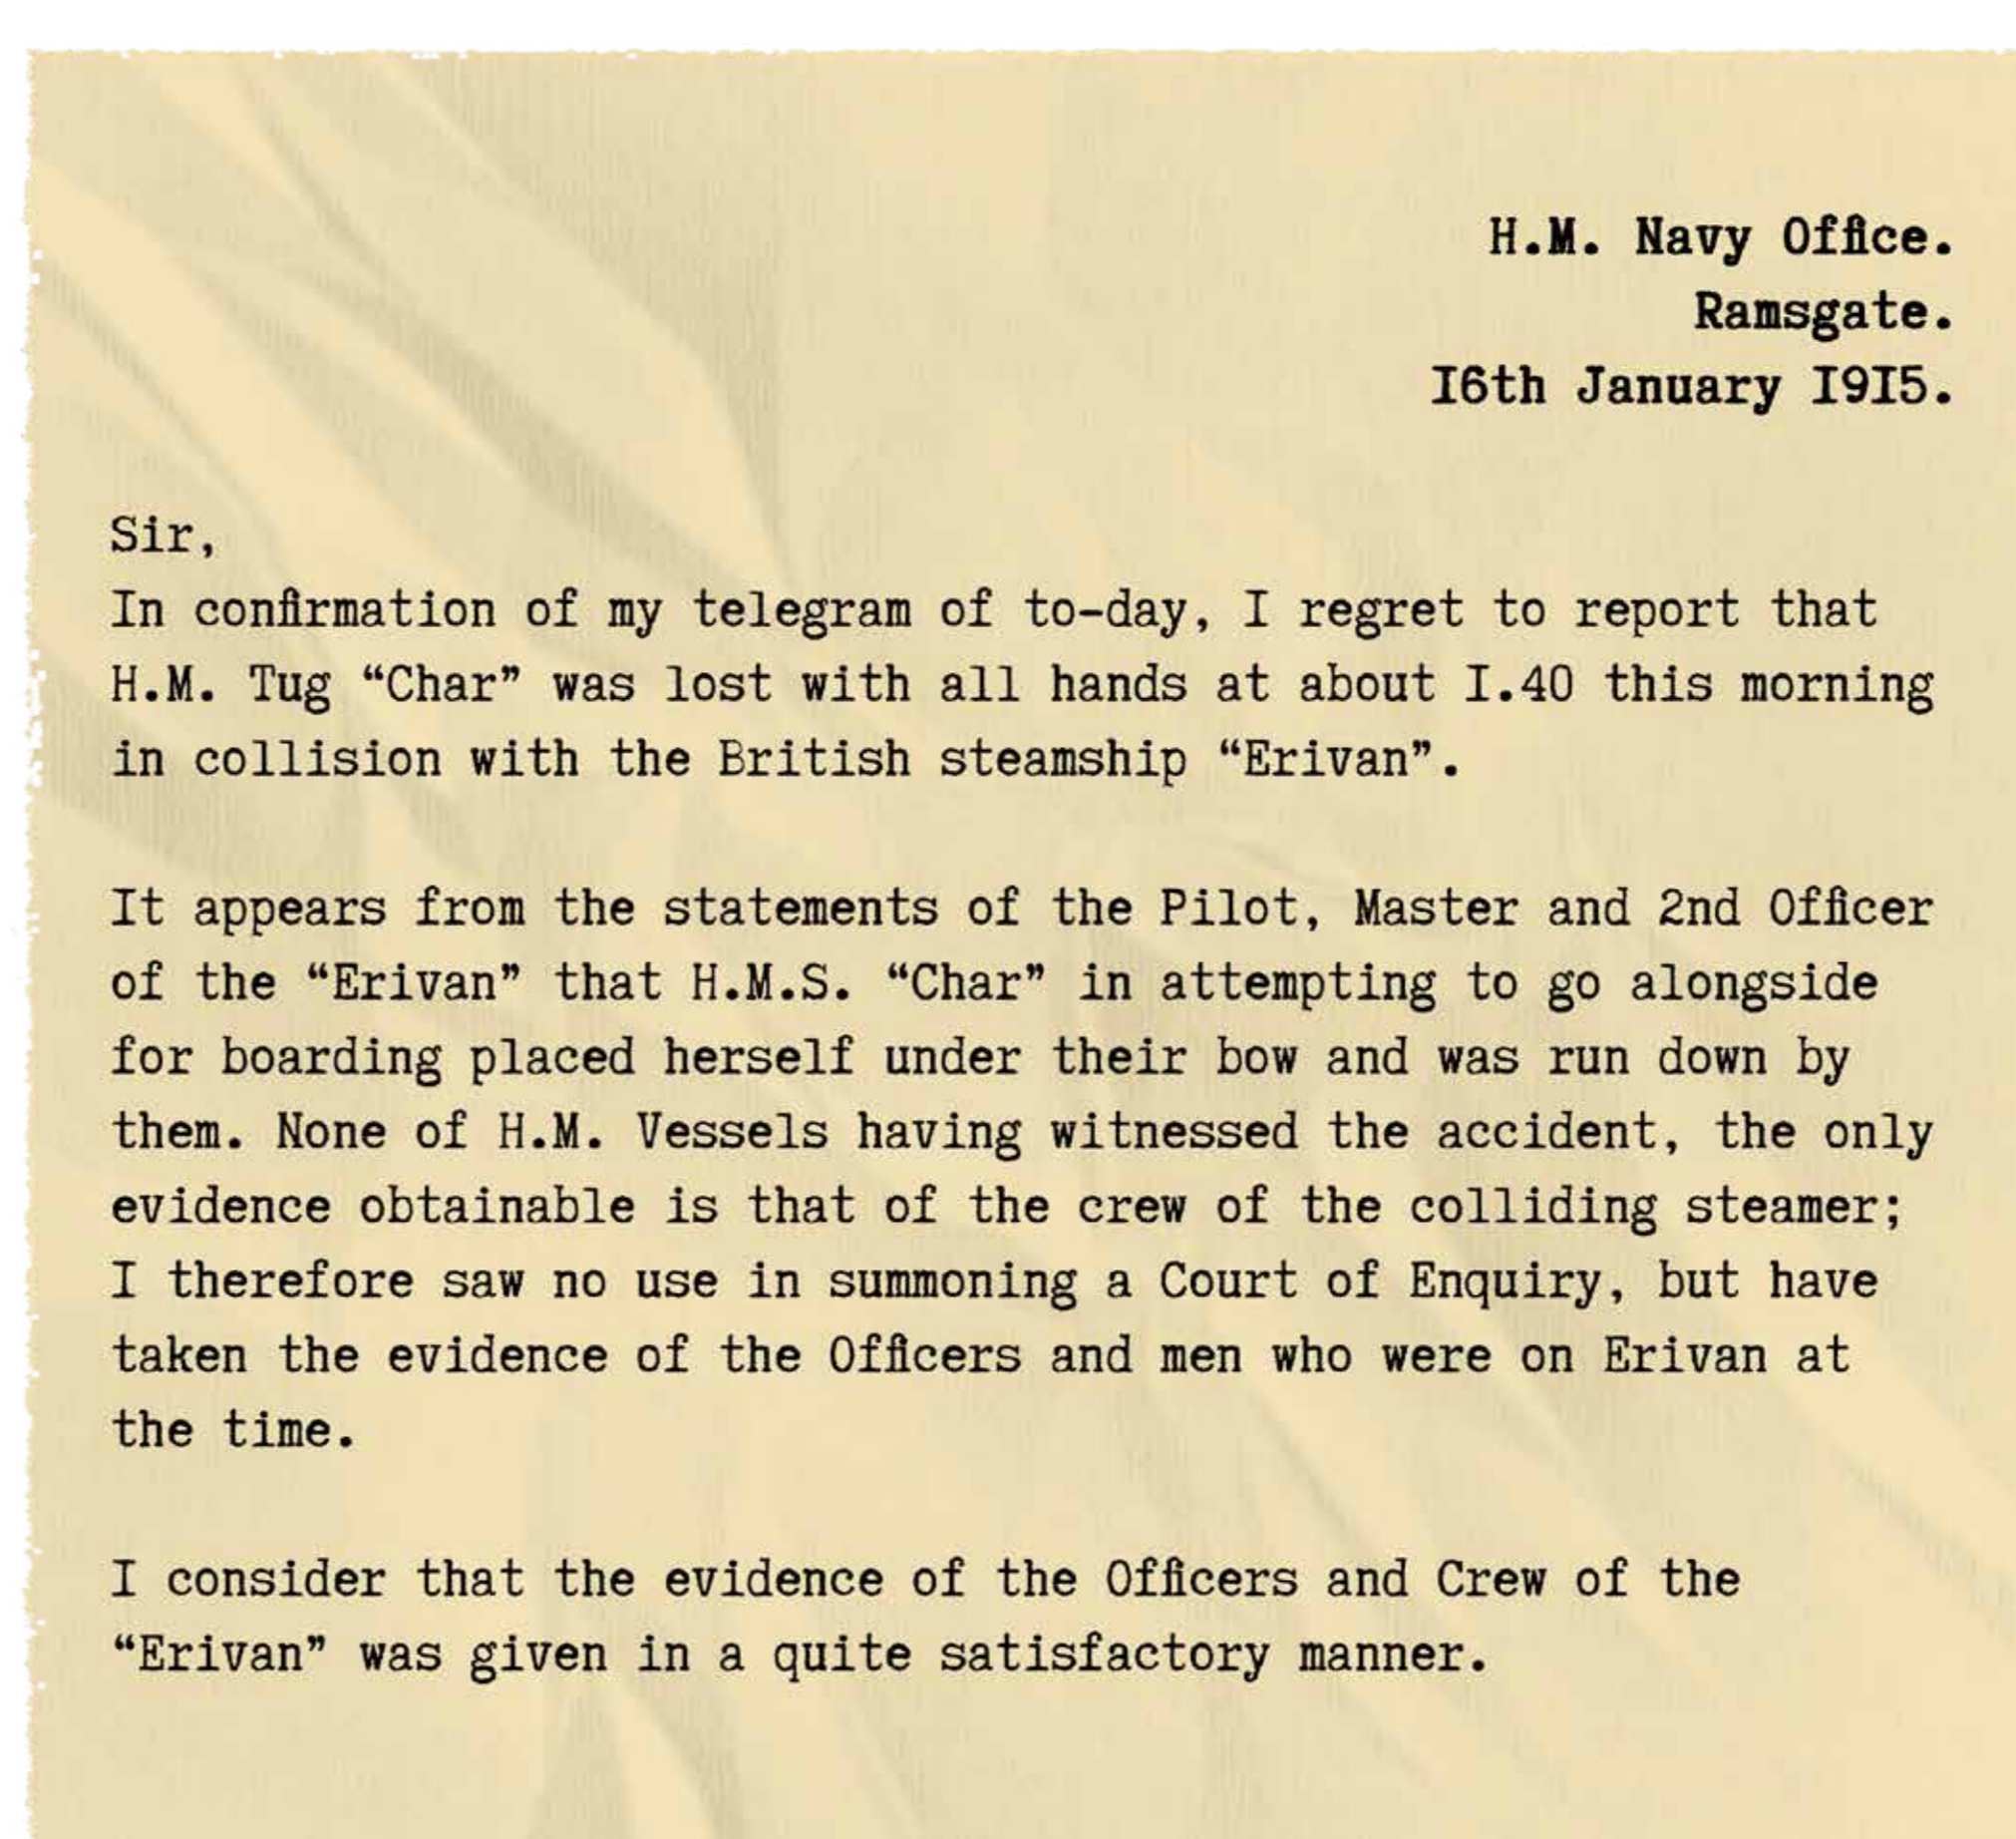 H.M. Navy Office.
Ramsgate.
I6th January I9I5.
Sir,
In confirmation of my telegram of to-day, I regret to report that
H.M. Tug “Char” was lost with all hands at about I.40 this morning
in collision with the British steamship “Erivan”.
It appears from the statements of the Pilot, Master and 2nd Officer
of the “Erivan” that H.M.S. “Char” in attempting to go alongside
for boarding placed herself under their bow and was run down by
them. None of H.M. Vessels having witnessed the accident, the only
evidence obtainable is that of the crew of the colliding steamer;
I therefore saw no use in summoning a Court of Enquiry, but have
taken the evidence of the Officers and men who were on Erivan at
the time.
I consider that the evidence of the Officers and Crew of the
“Erivan” was given in a quite satisfactory manner.